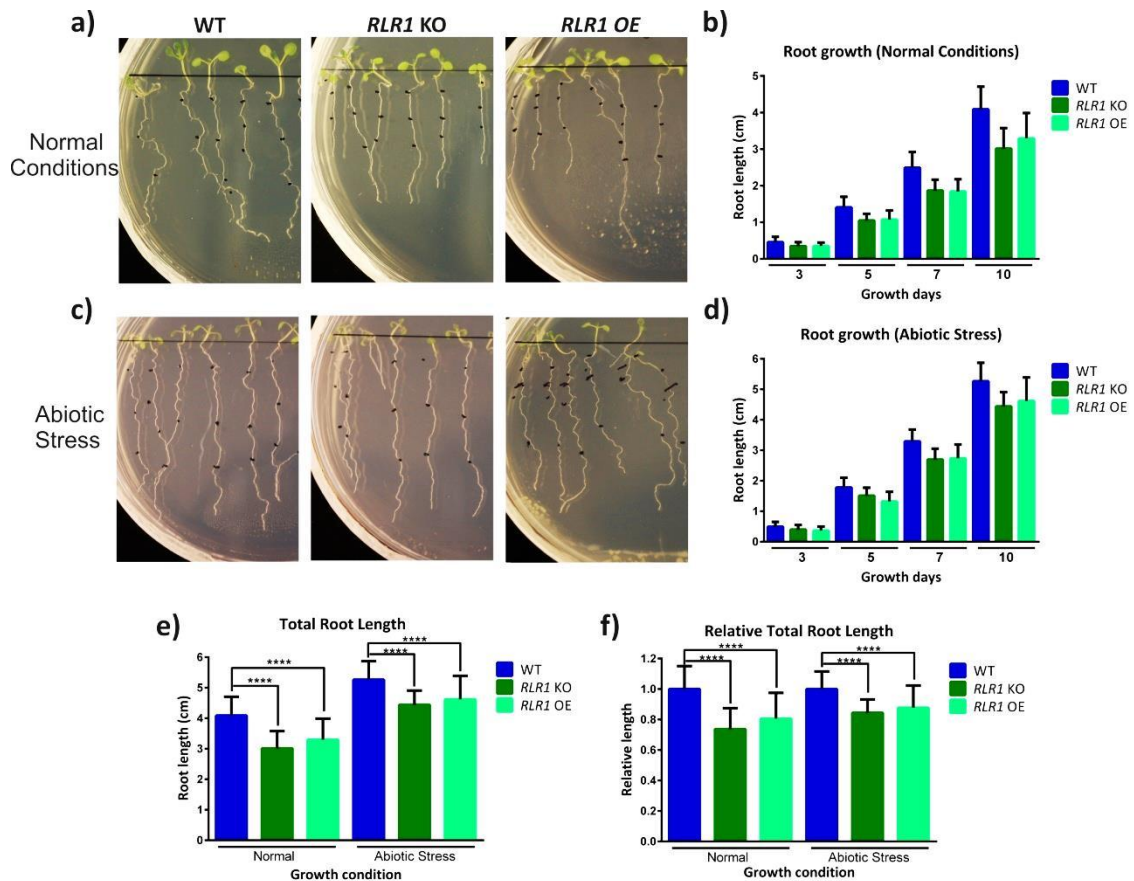 a)
WT
RLR1 KO
RLR1 OE
Normal
Conditions
b)
Root growth (Normal Conditions)
Root length (cm)
5
4
3
2
1
0
3
5
7
10
Growth days
WT
RLR1 KO
RLR1 OE
c)
Abiotic
Stress
d)
Root growth (Abiotic Stress)
Root length (cm)
6
5
4
3
2
1
0
3
5
7
10
Growth days
WT
RLR1 KO
RLR1 OE
e)
Total Root Length
Root length (cm)
6
5
4
3
2
1
0
****
****
****
****
Normal
Abiotic Stress
Growth condition
WT
RLR1 KO
RLR1 OE
f)
Relative Total Root Length
Relative length
1.2
1.0
0.8
0.6
0.4
0.2
0.0
****
****
****
****
Normal
Abiotic Stress
Growth condition
WT
RLR1 KO
RLR1 OE